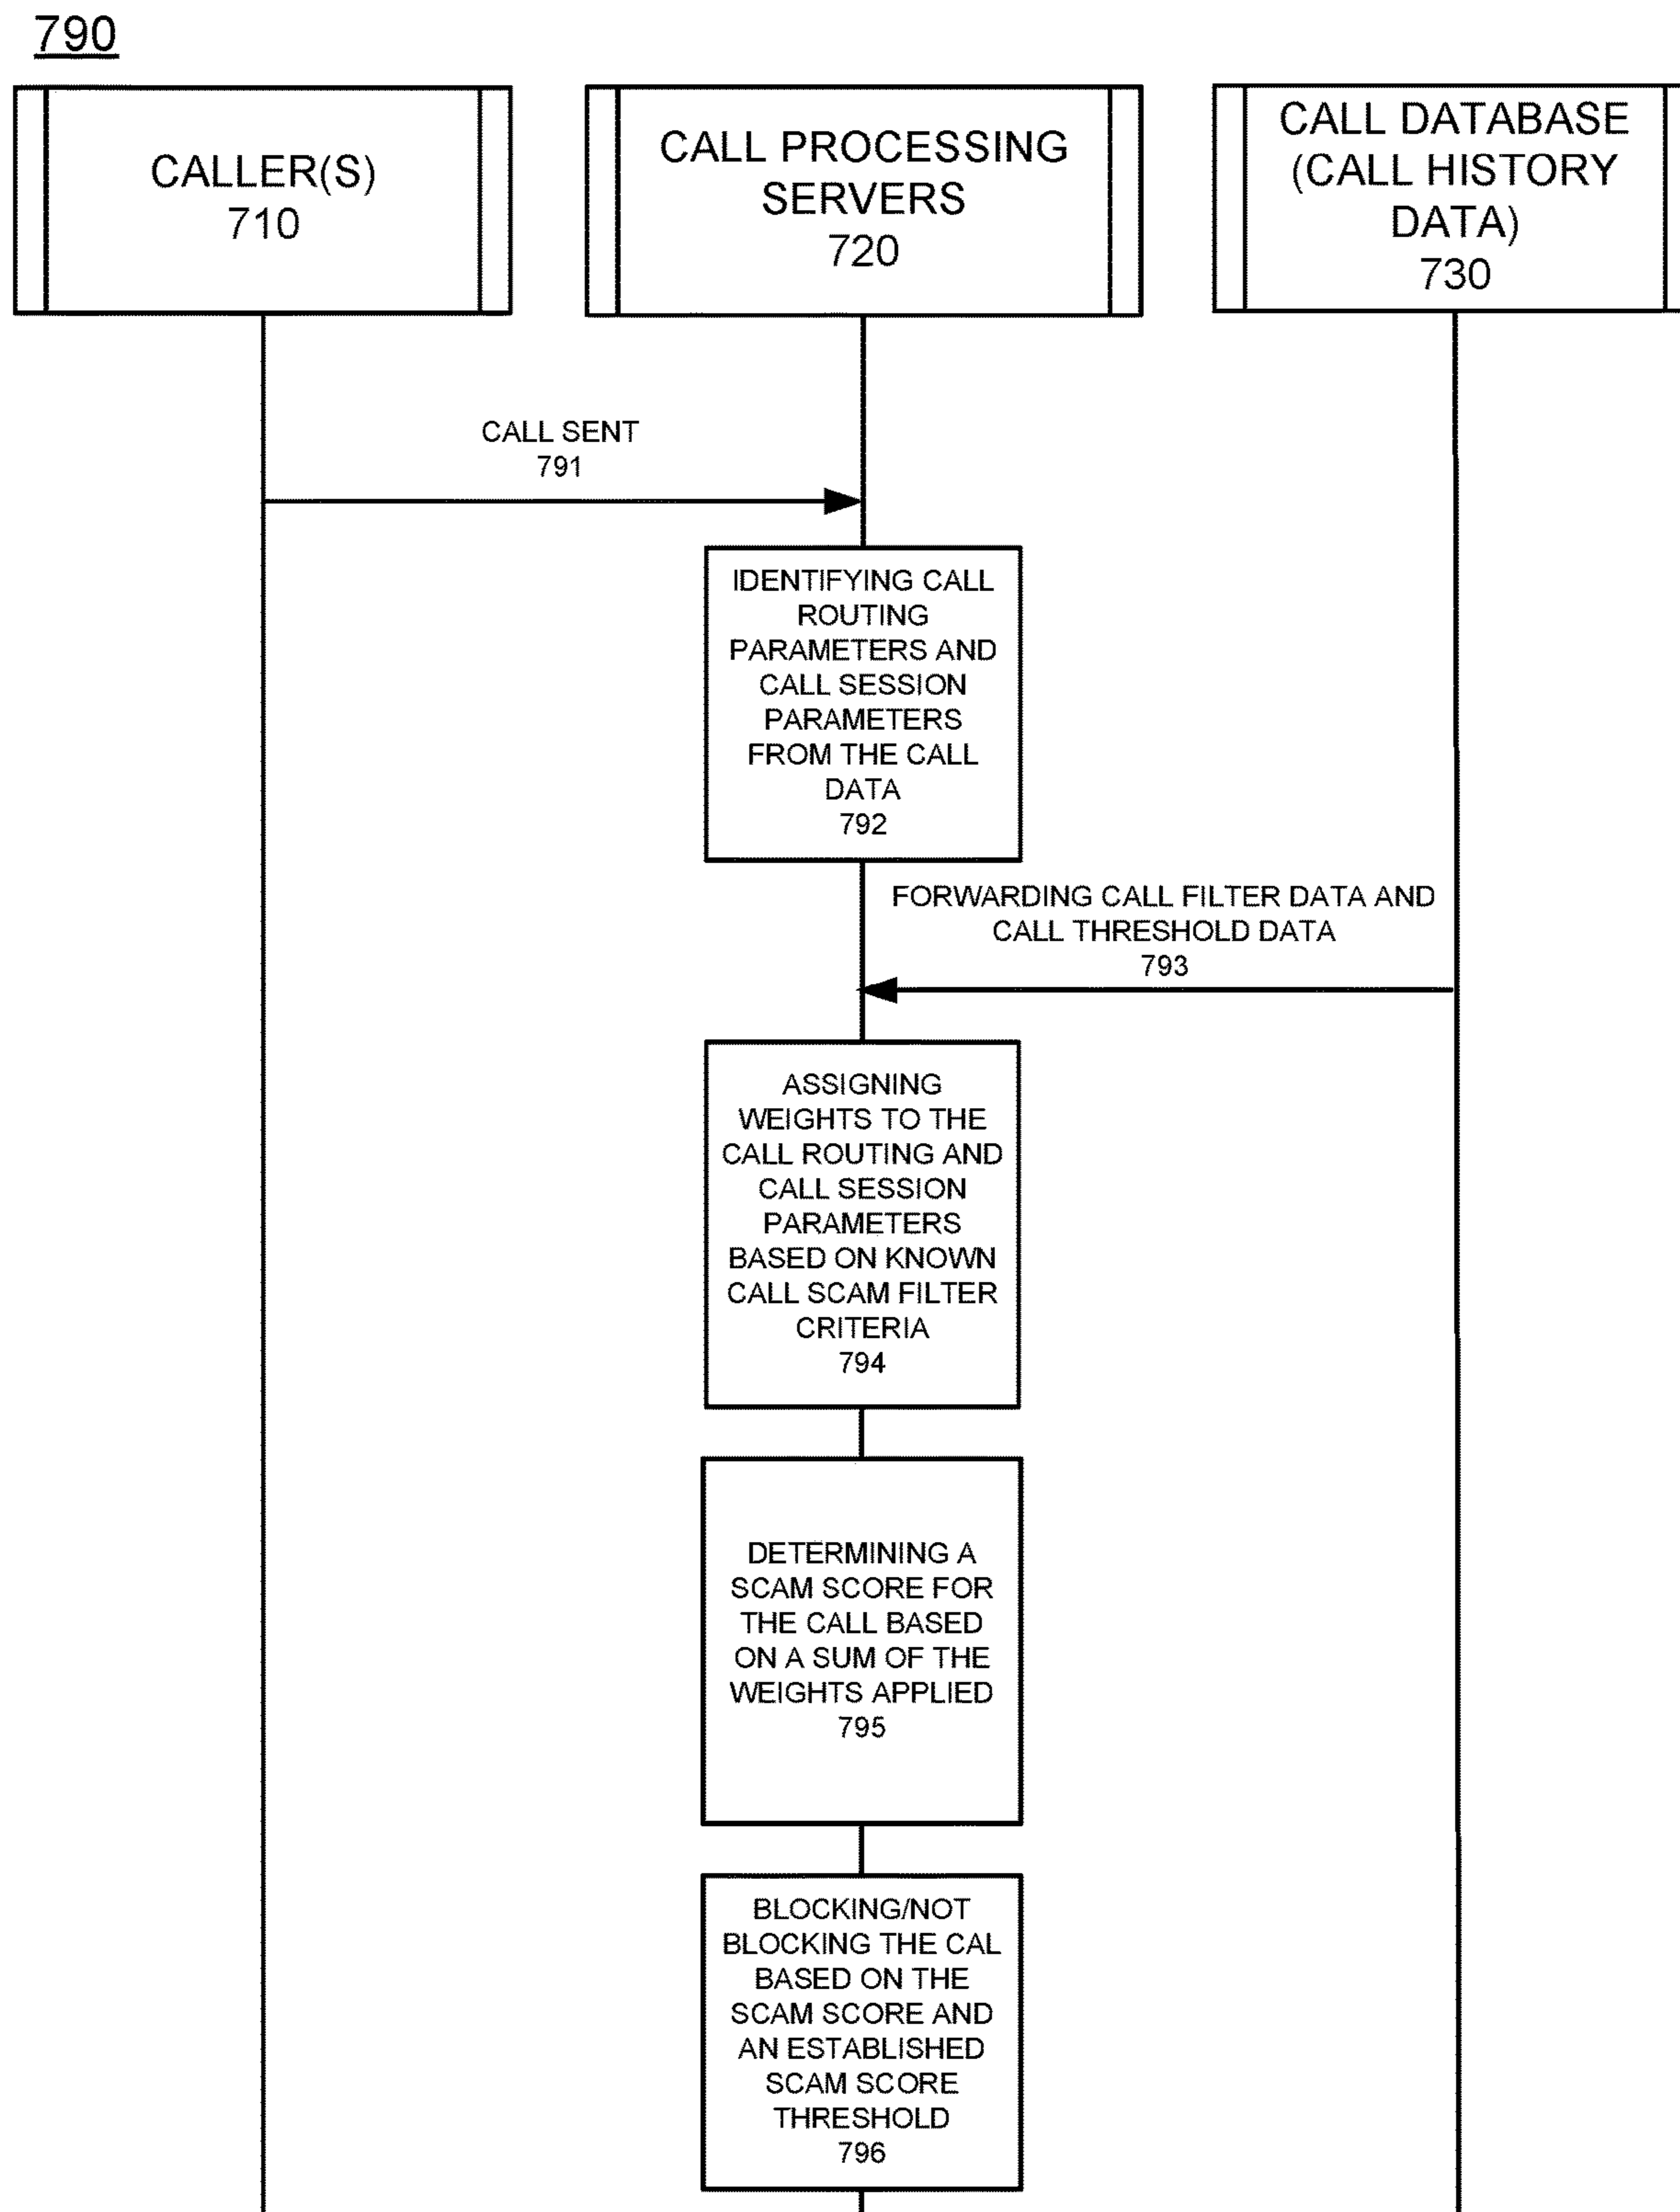 790
CALLER(S)
710
CALL PROCESSING
SERVERS
720
CALL DATABASE
(CALL HISTORY
DATA)
730
CALL SENT
791
IDENTIFYING CALL
ROUTING
PARAMETERS AND
CALL SESSION
PARAMETERS
FROM THE CALL
DATA
792
FORWARDING CALL FILTER DATA AND
CALL THRESHOLD DATA
793
ASSIGNING
WEIGHTS TO THE
CALL ROUTING AND
CALL SESSION
PARAMETERS
BASED ON KNOWN
CALL SCAM FILTER
CRITERIA
794
DETERMINING A
SCAM SCORE FOR
THE CALL BASED
ON A SUM OF THE
WEIGHTS APPLIED
795
BLOCKING/NOT
BLOCKING THE CAL
BASED ON THE
SCAM SCORE AND
AN ESTABLISHED
SCAM SCORE
THRESHOLD
796